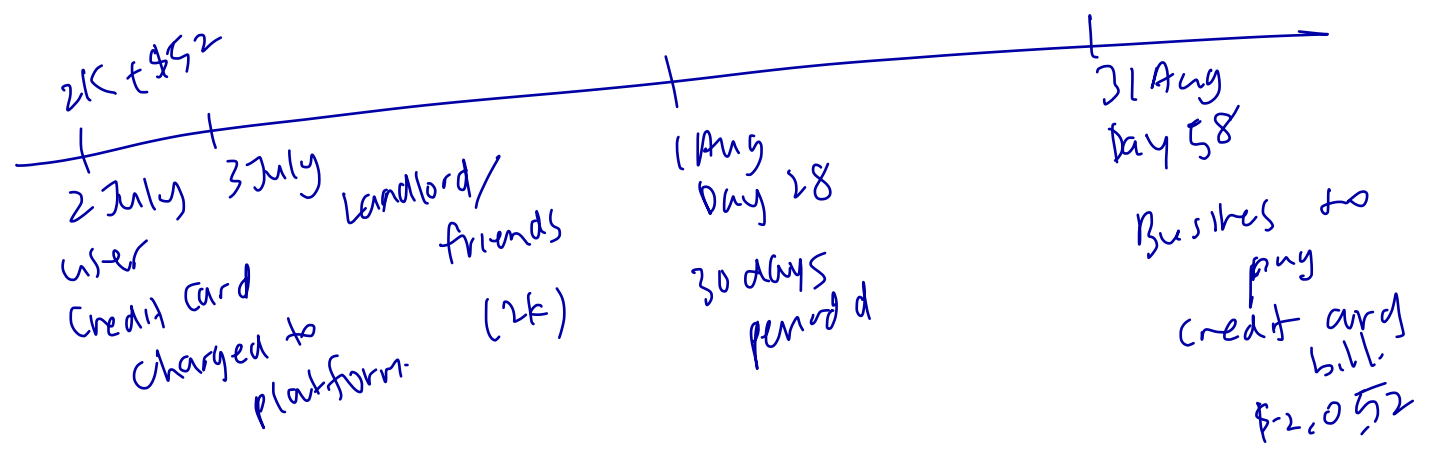 2K + $52
2 July
user
Credit Card
charged to
platform.
3 July
Landlord/
friends
(2k)
1 Aug
Day 28
30 days
period
31 Aug
Day 58
Busines to
pay
credit card
bill.
$2,052